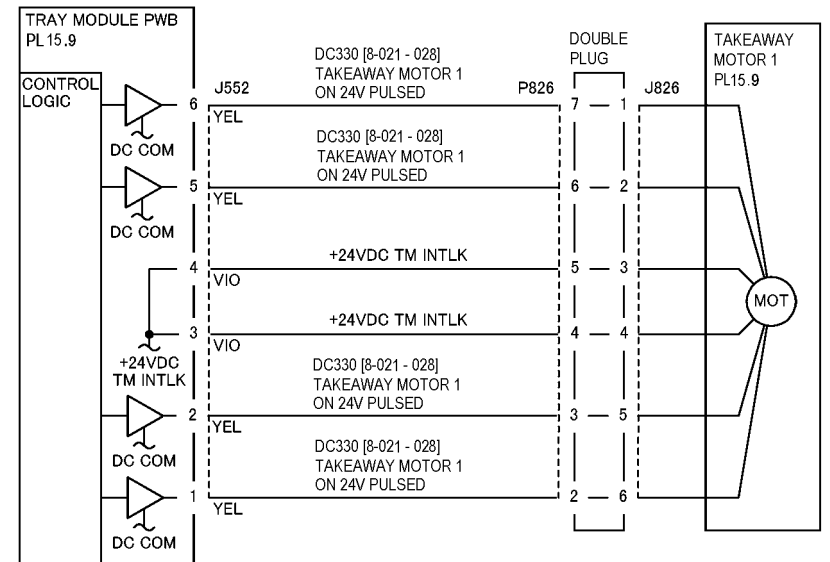 TRAY MODULE PWB
PL15.9
CONTROL
LOGIC
J552
DC330 [8-021 - 028]
TAKEAWAY MOTOR 1
ON 24V PULSED
P826
DOUBLE
PLUG
J826
TAKEAWAY
MOTOR 1
PL15.9
6
YEL
7 1
DC COM
DC330 [8-021 - 028]
TAKEAWAY MOTOR 1
ON 24V PULSED
5
YEL
6 2
DC COM
+24VDC TM INTLK
4
VIO
5 3
MOT
+24VDC TM INTLK
3
VIO
4 4
+24VDC
TM INTLK
DC330 [8-021 - 028]
TAKEAWAY MOTOR 1
ON 24V PULSED
2
YEL
3 5
DC COM
DC330 [8-021 - 028]
TAKEAWAY MOTOR 1
ON 24V PULSED
1
YEL
2 6
DC COM